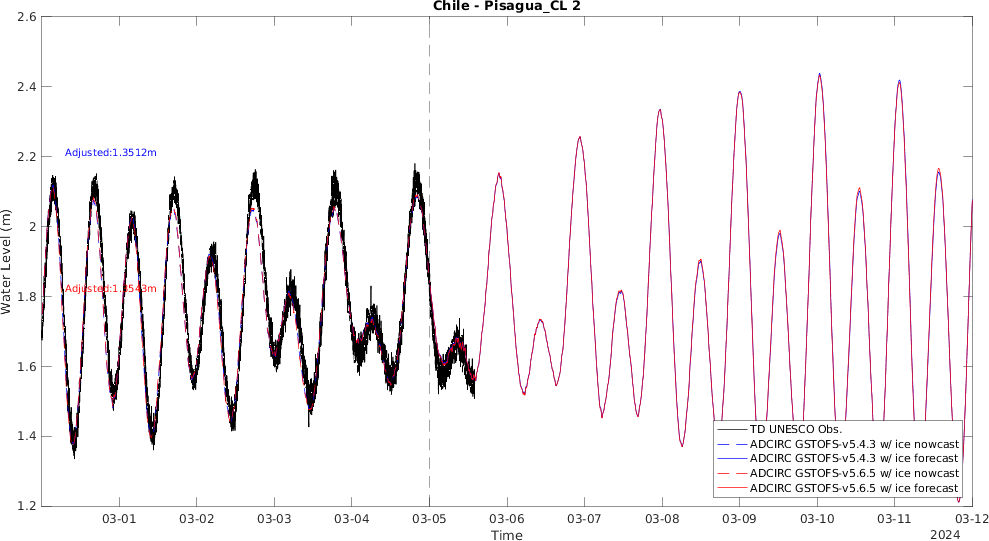 Chile - Pisagua_CL 2
2.6
2.4
2.2
2
1.8
1.6
1.4
1.2
Water Level (m)
Adjusted:1.3512m
Adjusted:1.3543m
TD UNESCO Obs.
ADCIRC GSTOFS-v5.4.3 w/ ice nowcast
ADCIRC GSTOFS-v5.4.3 w/ ice forecast
ADCIRC GSTOFS-v5.6.5 w/ ice nowcast
ADCIRC GSTOFS-v5.6.5 w/ ice forecast
03-01 03-02 03-03 03-04 03-05 03-06 03-07 03-08 03-09 03-10 03-11 03-12
Time
2024